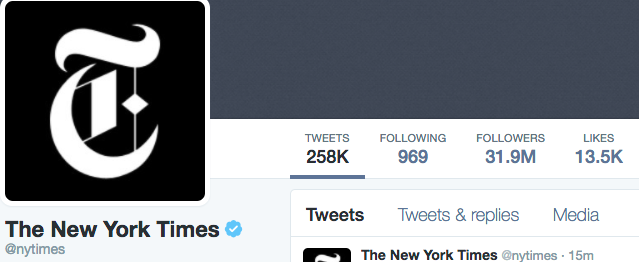 TWEETS FOLLOWING FOLLOWERS LIKES
258K 969 31.9M 13.5K
The New York Times
@nytimes
Tweets Tweets & replies Media
The New York Times @nytimes · 15m